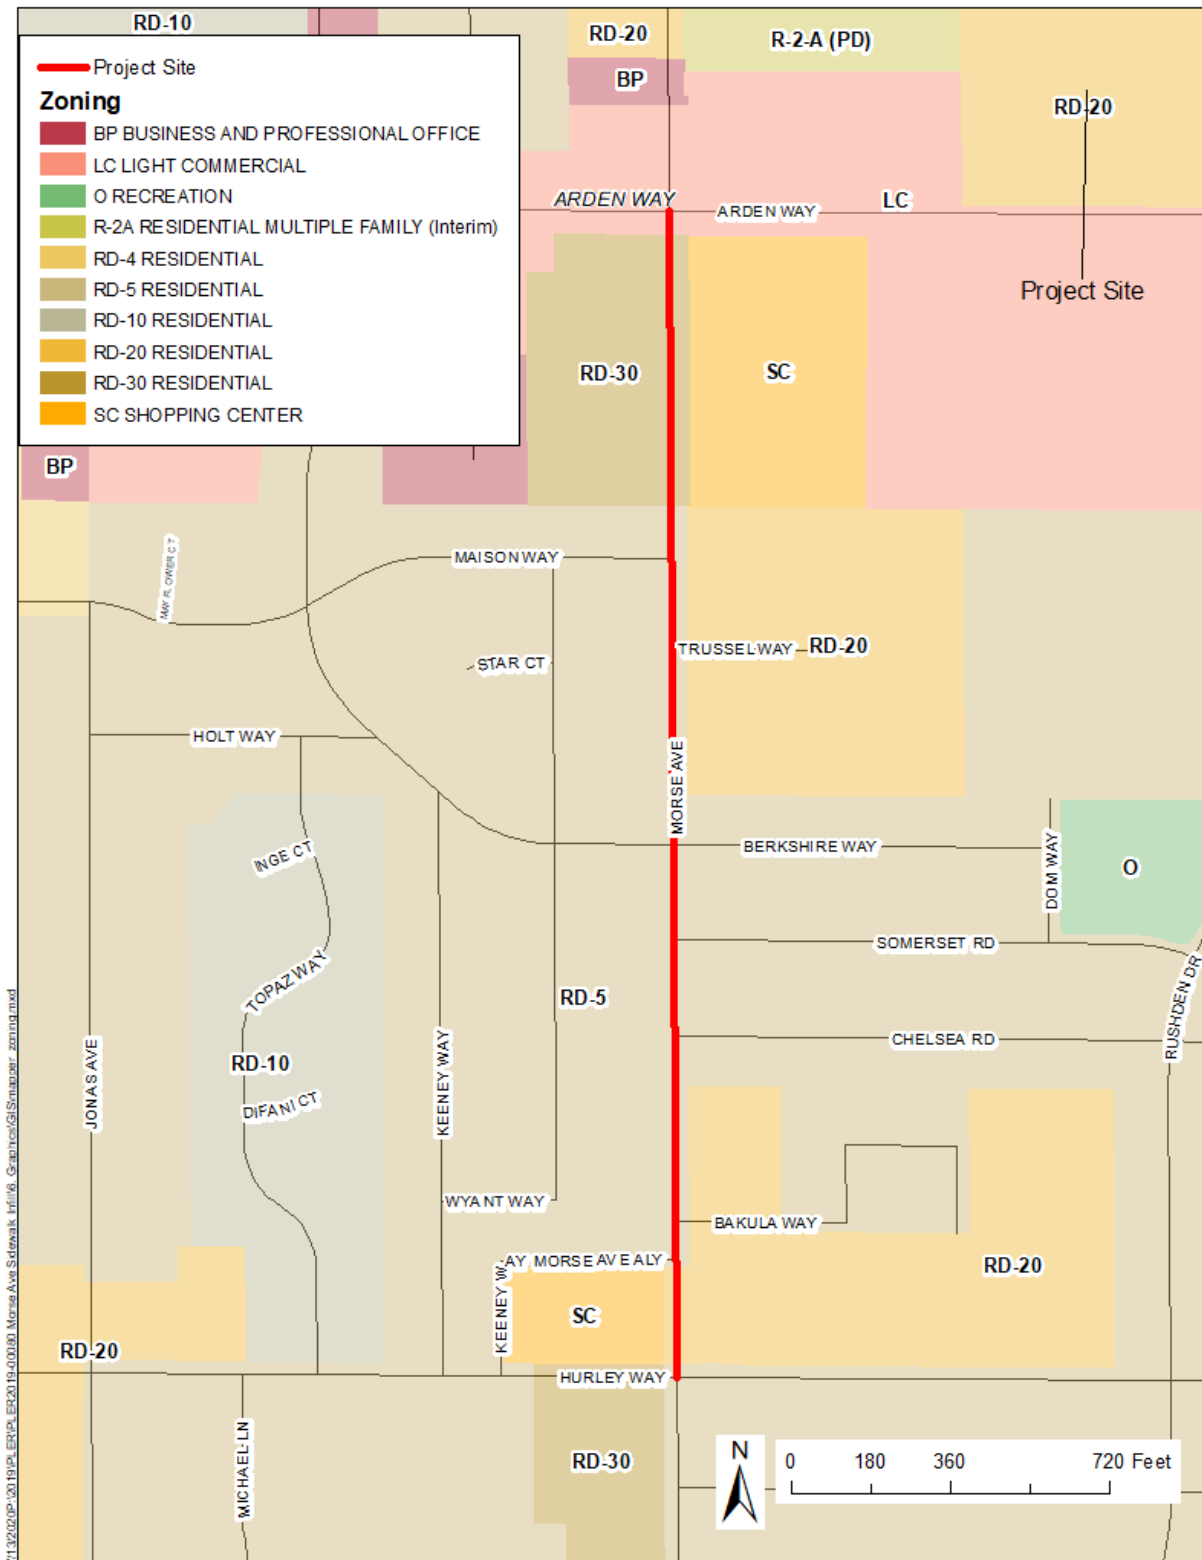 RD-10
RD-20
R-2-A (PD)
BP
RD-20
Project Site
Zoning
BP BUSINESS AND PROFESSIONAL OFFICE
LC LIGHT COMMERCIAL
O RECREATION
R-2A RESIDENTIAL MULTIPLE FAMILY (Interim)
RD-4 RESIDENTIAL
RD-5 RESIDENTIAL
RD-10 RESIDENTIAL
RD-20 RESIDENTIAL
RD-30 RESIDENTIAL
SC SHOPPING CENTER
ARDEN WAY
ARDEN WAY
LC
Project Site
RD-30
SC
BP
MAYFLOWER CT
MAISON WAY
STAR CT
TRUSSEL WAY
RD-20
HOLT WAY
MORSE AVE
INGE CT
BERKSHIRE WAY
DOM WAY
O
TOPAZ WAY
SOMERSET RD
RUSHDEN DR
RD-5
CHELSEA RD
JONAS AVE
RD-10
KEENEY WAY
DIFANI CT
WYANT WAY
BAKULA WAY
AY MORSE AVE ALY
KEENEY W
SC
RD-20
RD-20
HURLEY WAY
MICHAEL LN
RD-30
N
0 180 360 720 Feet